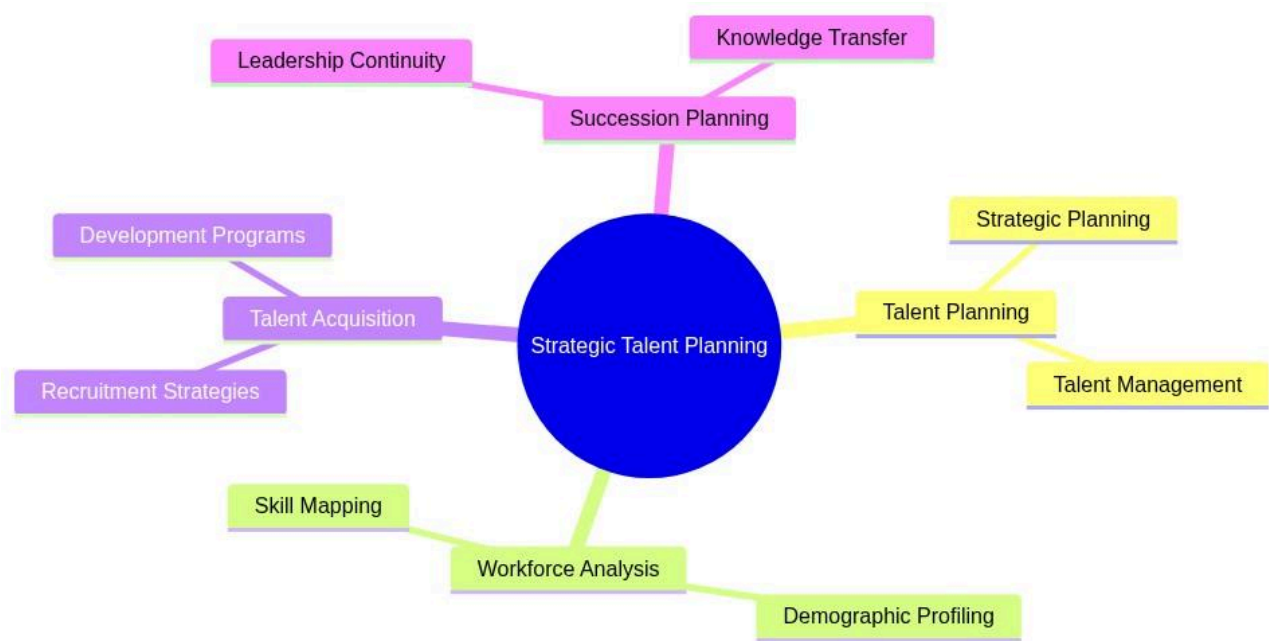 Knowledge Transfer
Leadership Continuity
Succession Planning
Strategic Planning
Development Programs
Talent Planning
Talent Acquisition
Strategic Talent Planning
Talent Management
Recruitment Strategies
Skill Mapping
Workforce Analysis
Demographic Profiling